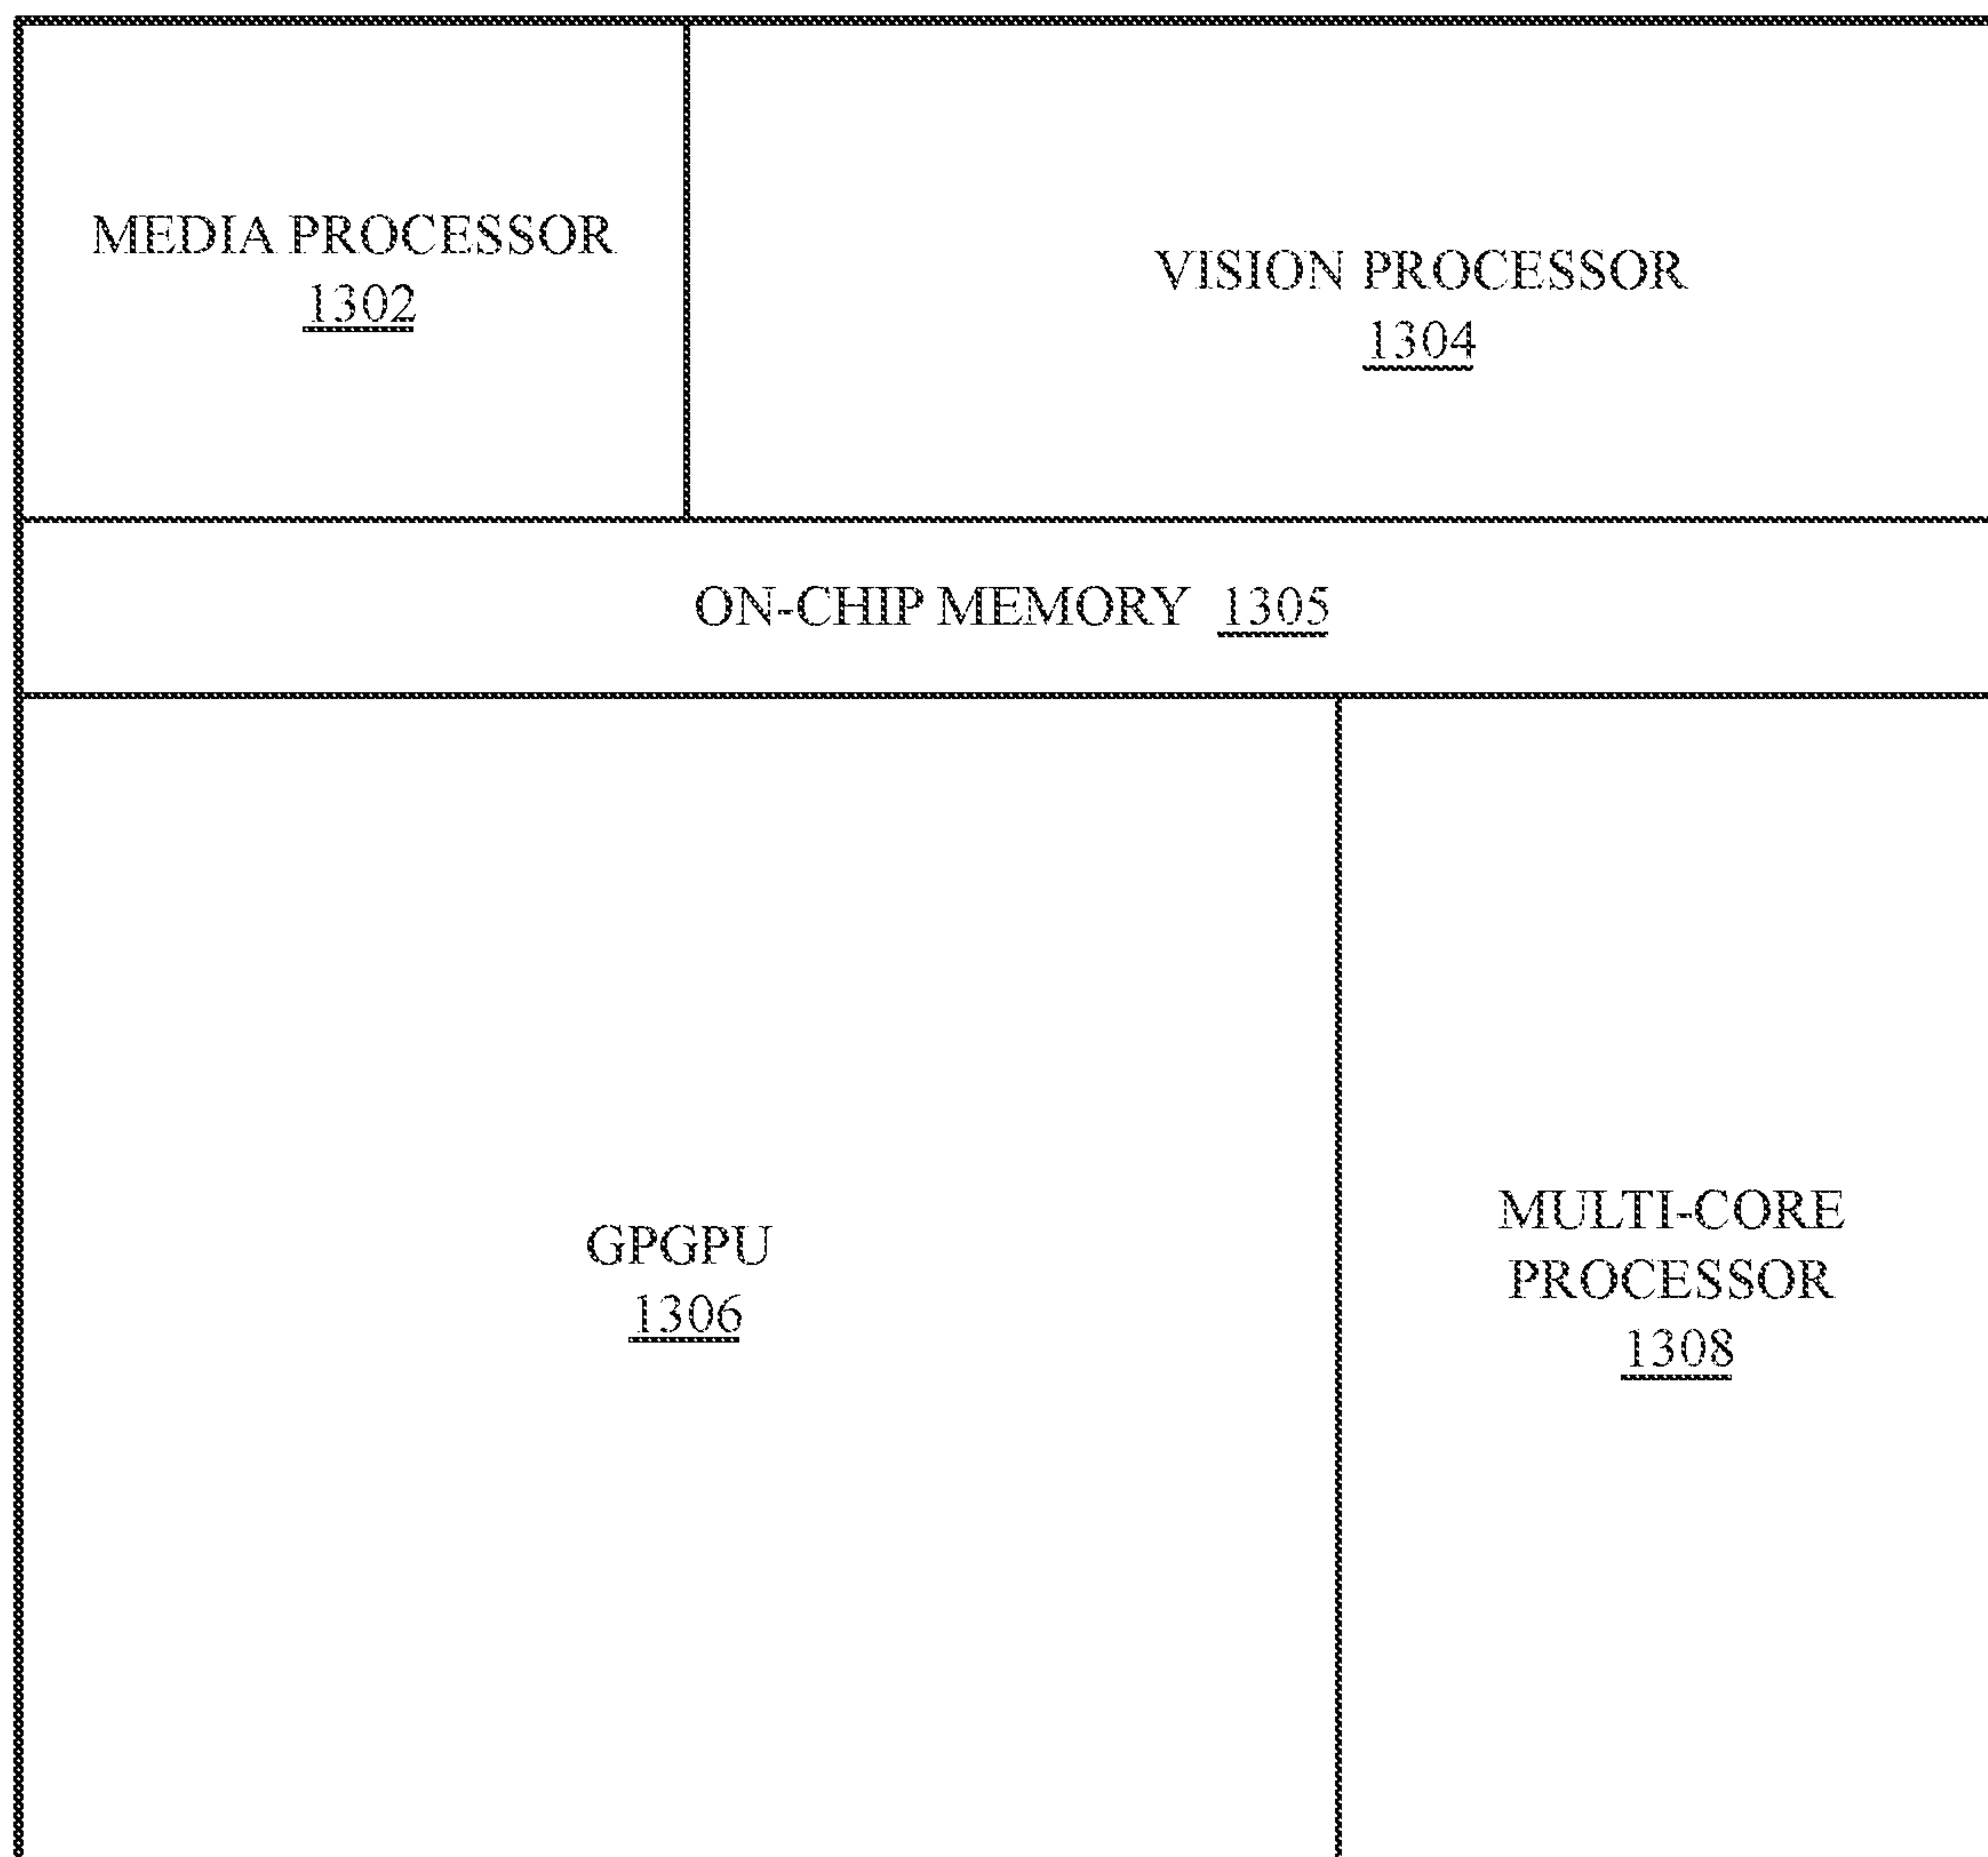 MEDIA PROCESSOR
1302
VISION PROCESSOR
1304
ON-CHIP MEMORY 1305
GPGPU
1306
MULTI-CORE
PROCESSOR
1308